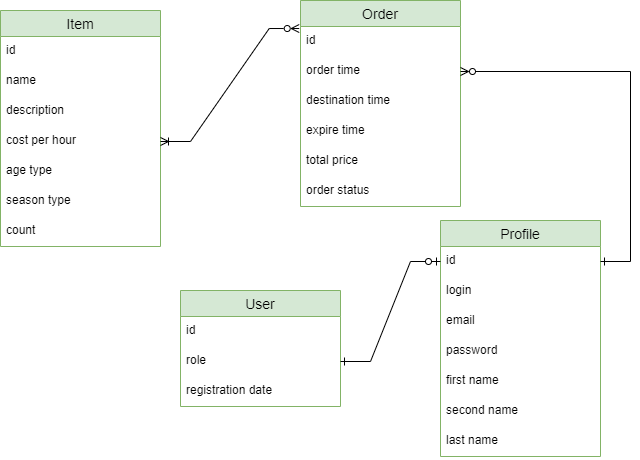 Item
id
name
description
cost per hour
age type
season type
count
Order
id
order time
destination time
expire time
total price
order status
Profile
id
login
email
password
first name
second name
last name
User
id
role
registration date